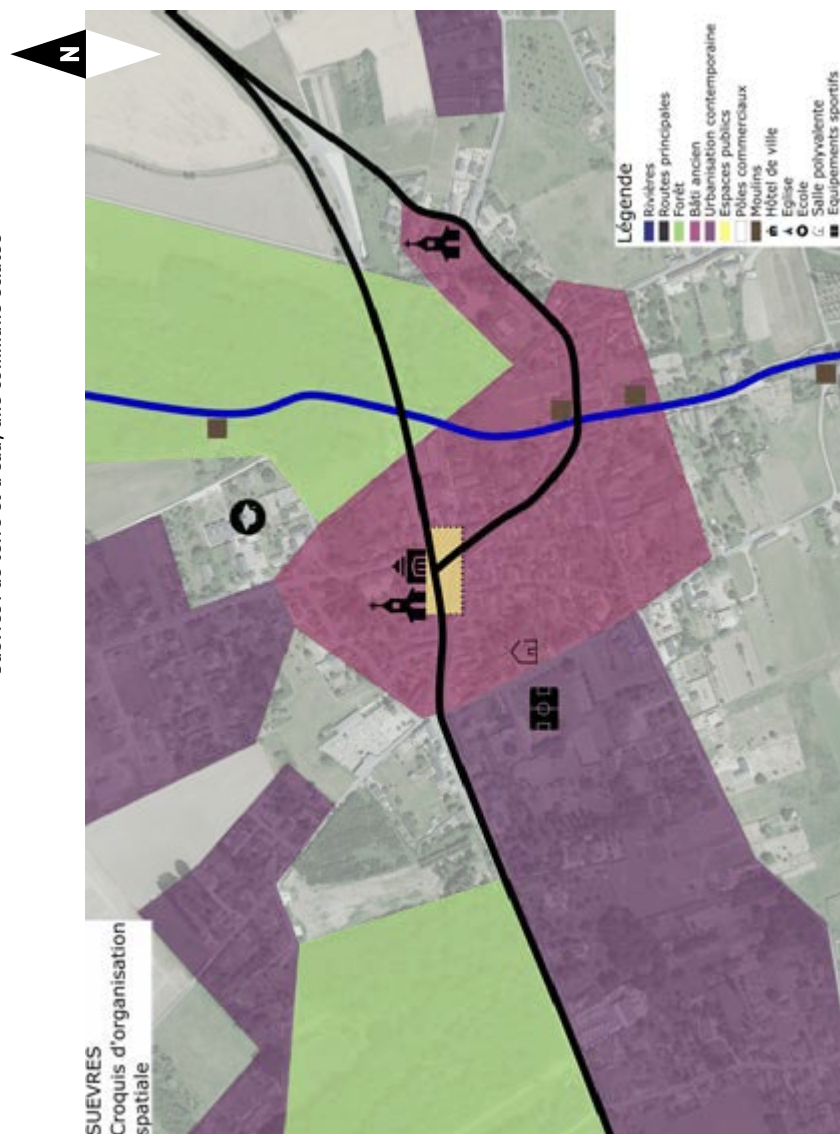 N
SUEVRES
Croquis d'organisation
spatiale
Légende
Rivières
Routes principales
Forêt
Bâti ancien
Urbanisation contemporaine
Espaces publics
Pôles commerciaux
Moulins
Hôtel de ville
Eglise
Ecole
Salle polyvalente
Equipements sportifs